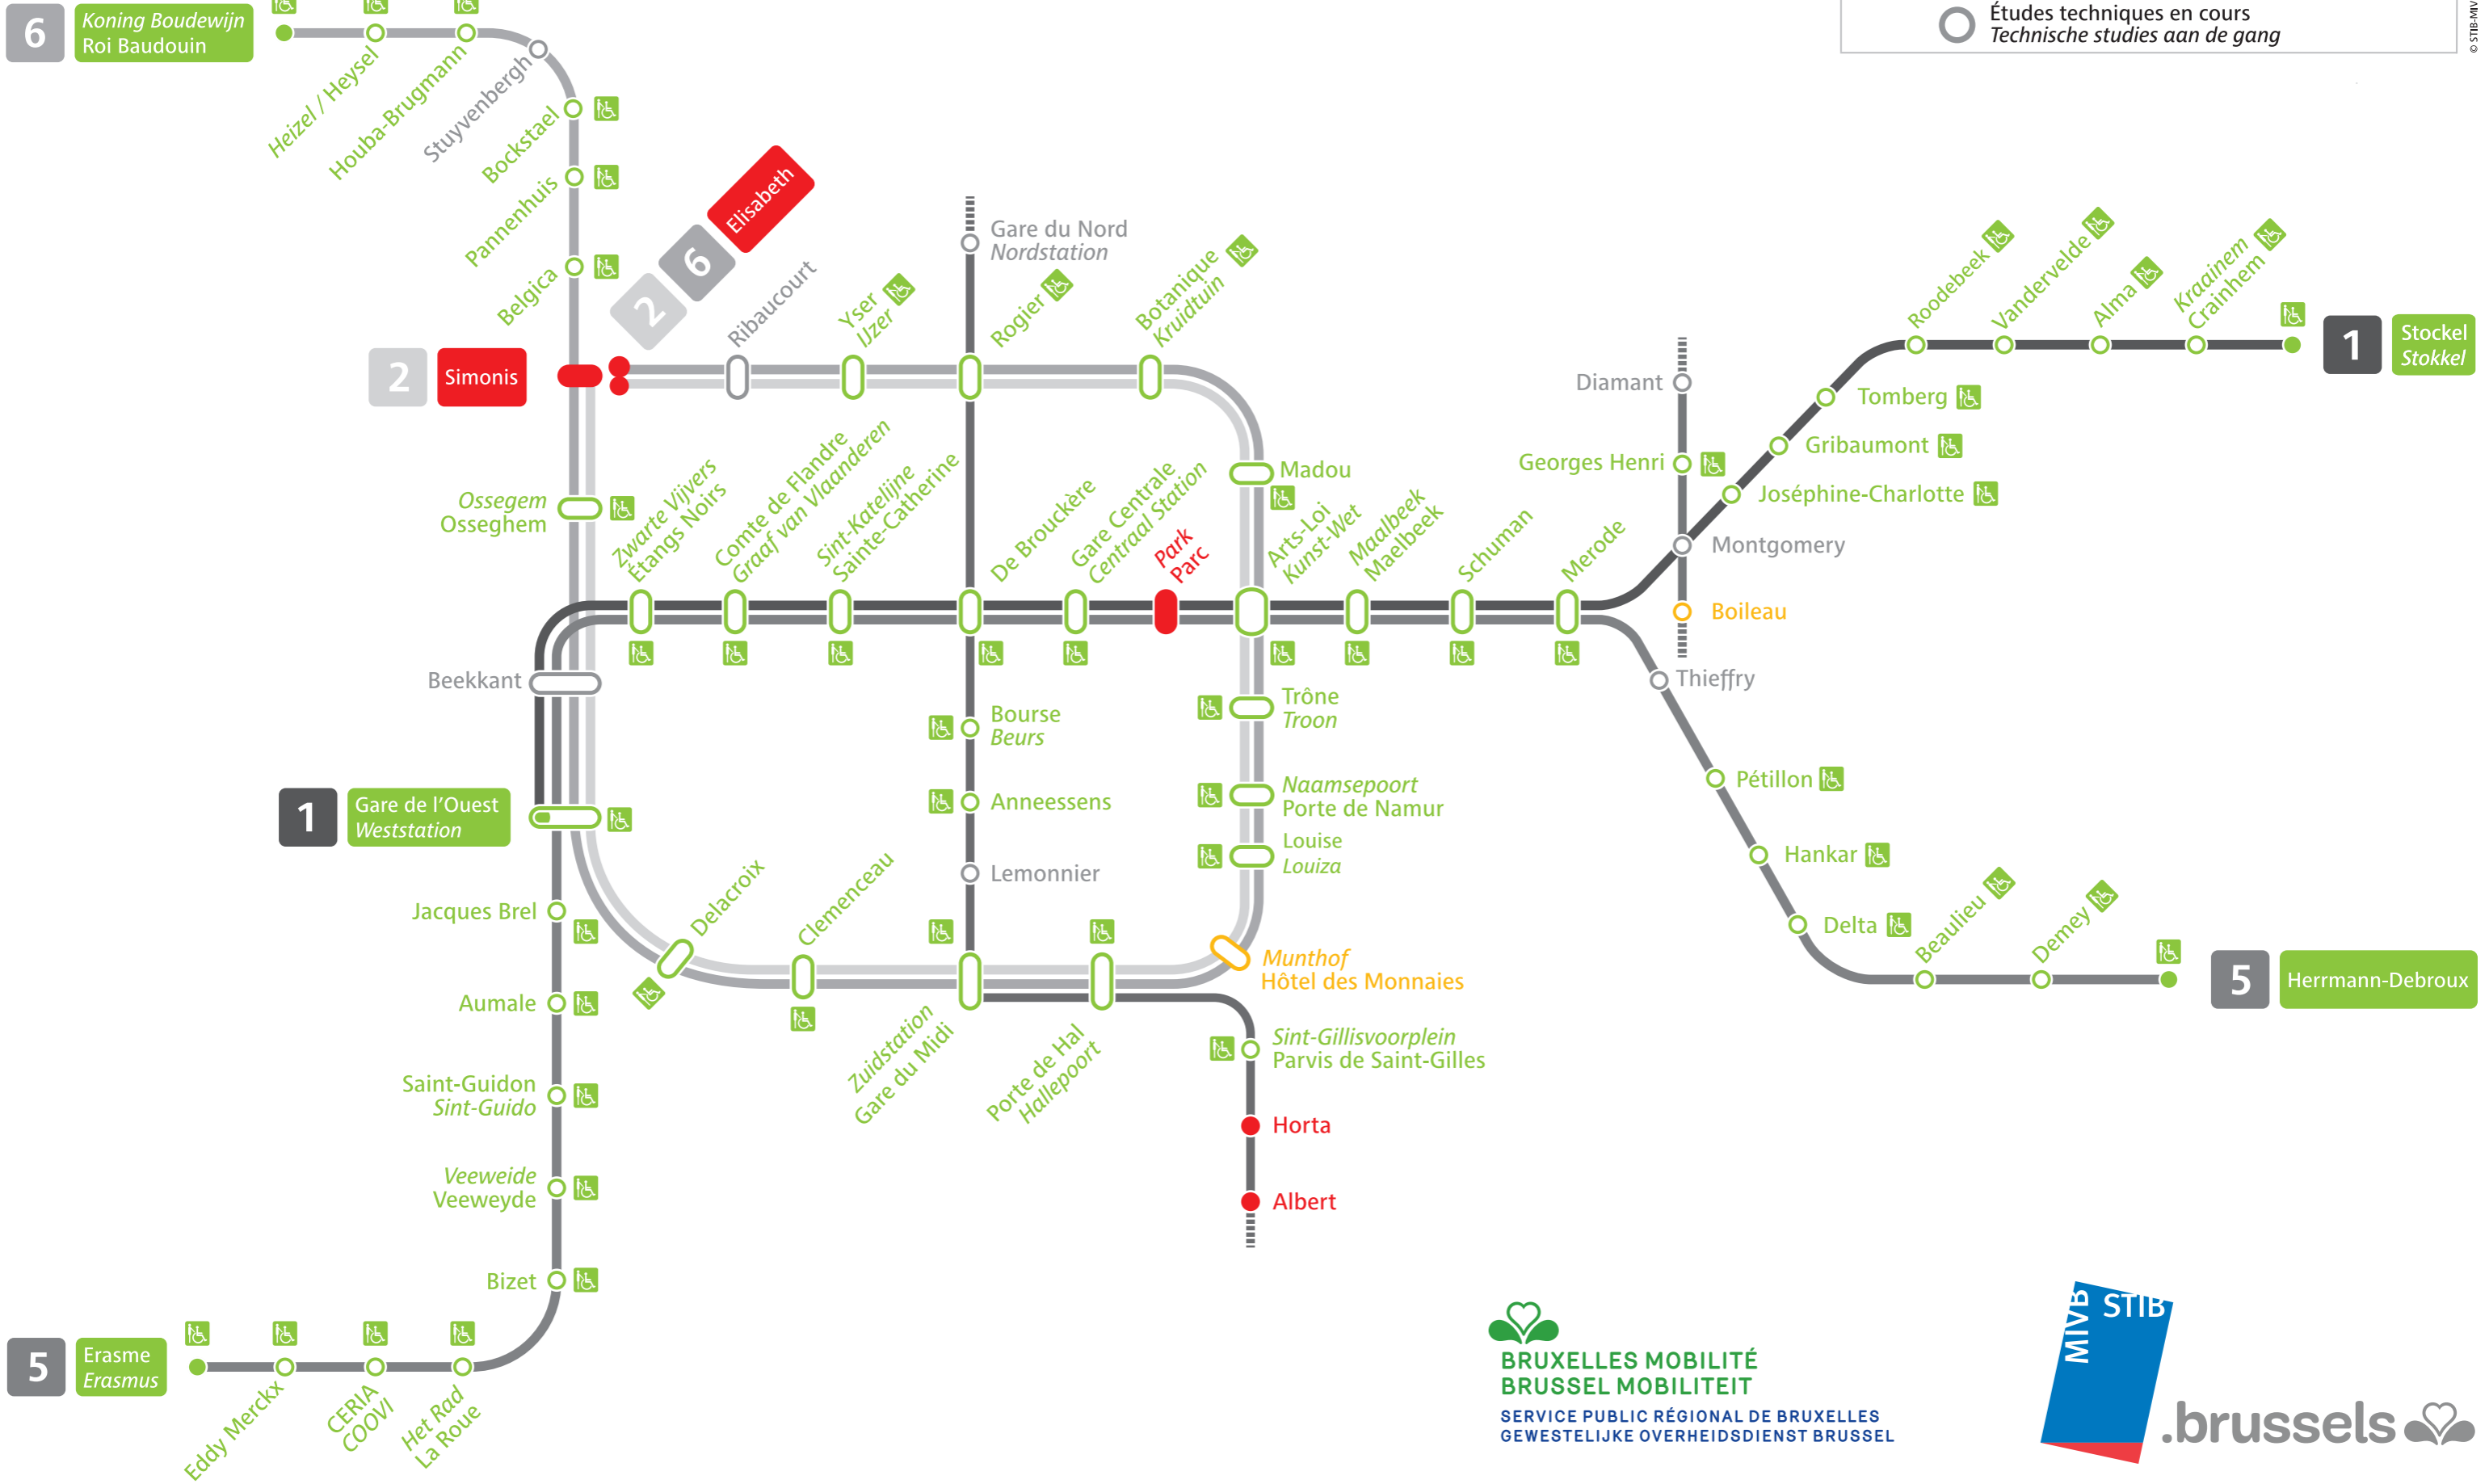 6
Koning Boudewijn
Roi Baudouin
Heizel / Heysel
Houba-Brugmann
Stuyvenbergh
Bockstael
Pannenhuis
Belgica
Études techniques en cours
Technische studies aan de gang
© STIB-MIV
2
Simonis
2
6
Elisabeth
Ribaucourt
Yser
IJzer
Gare du Nord
Nordstation
Rogier
Botanique
Kruidtuin
Madou
Ossegem
Osseghem
Zwarte Vijvers
Étangs Noirs
Comte de Flandre
Graaf van Vlaanderen
Sint-Katelijne
Sainte-Catherine
De Brouckère
Gare Centrale
Centraal Station
Park
Parc
Arts-Loi
Kunst-Wet
Maalbeek
Maelbeek
Schuman
Merode
Diamant
Georges Henri
Montgomery
Boileau
Thieffry
Roodebeek
Vandervelde
Alma
Kraainem
Crainhem
1
Stockel
Stokkel
Tomberg
Gribaumont
Joséphine-Charlotte
Beekkant
1
Gare de l'Ouest
Weststation
Bourse
Beurs
Anneessens
Lemonnier
Trône
Troon
Naamsepoort
Porte de Namur
Louise
Louiza
Munthof
Hôtel des Monnaies
Pétillon
Hankar
Delta
Beaulieu
Demey
5
Herrmann-Debroux
Delacroix
Clemenceau
Zuidstation
Gare du Midi
Porte de Hal
Hallepoort
Sint-Gillisvoorplein
Parvis de Saint-Gilles
Horta
Albert
Jacques Brel
Aumale
Saint-Guidon
Sint-Guido
Veeweide
Veeweyde
Bizet
5
Erasme
Erasmus
Eddy Merckx
CERIA
COOVI
Het Rad
La Roue
BRUXELLES MOBILITÉ
BRUSSEL MOBILITEIT
SERVICE PUBLIC RÉGIONAL DE BRUXELLES
GEWESTELIJKE OVERHEIDSDIENST BRUSSEL
MIVB
STIB
.brussels